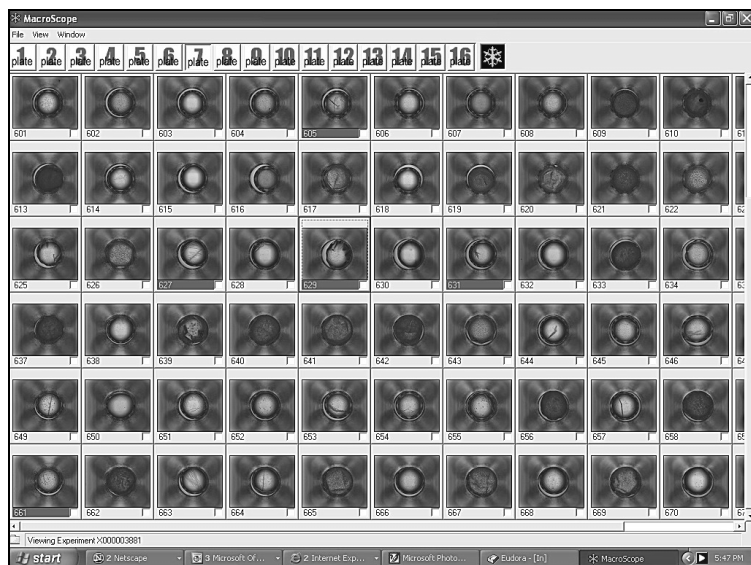 MacroScope
File View Window
1 2 3 4 5 6 7 8 9 10 11 12 13 14 15 16
plate plate plate plate plate plate plate plate plate plate plate plate plate plate plate plate
601 602 603 604 605 606 607 608 609 610 61
613 614 615 616 617 618 619 620 621 622 62
625 626 627 628 629 630 631 632 633 634 63
637 638 639 640 641 642 643 644 645 646 64
649 650 651 652 653 654 655 656 657 658 65
661 662 663 664 665 666 667 668 669 670 67
Viewing Experiment X000003881
start 2 Netscape 3 Microsoft Of... 2 Internet Exp... Microsoft Photo... Eudora - [In] MacroScope 5:47 PM